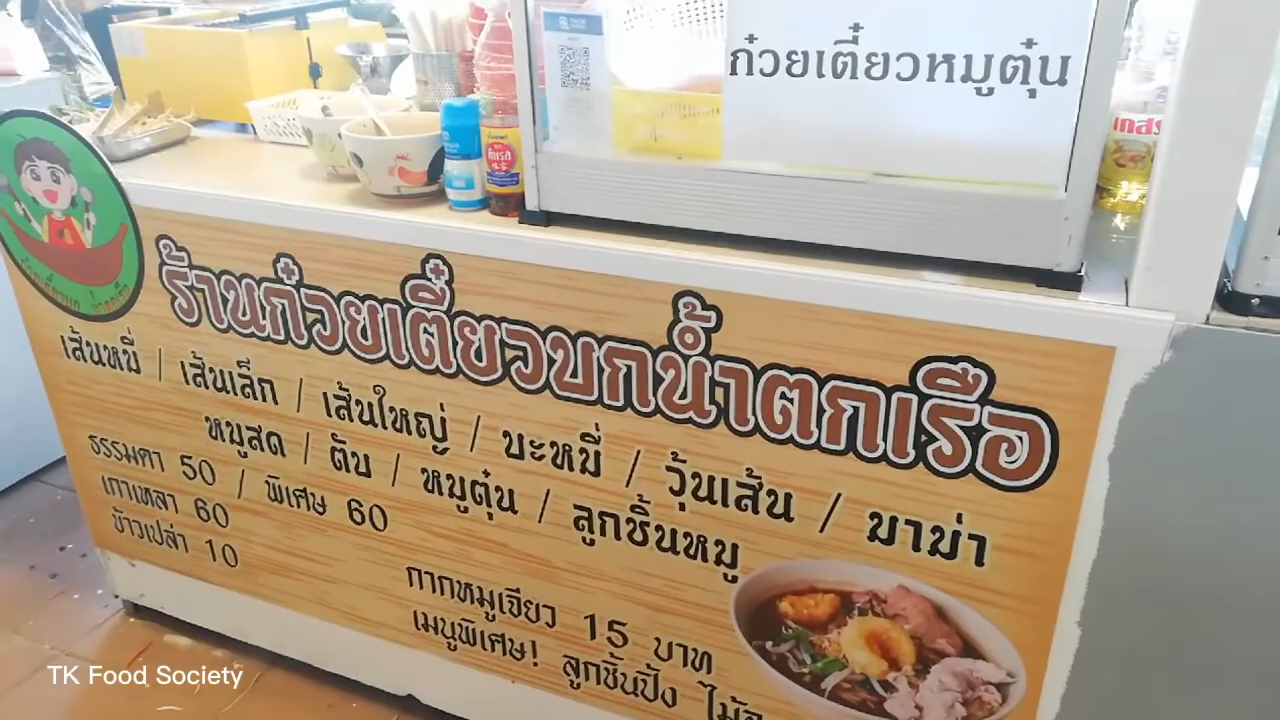 ก๋วยเตี๋ยวหมูตุ๋น
ร้านก๋วยเตี๋ยวบกน้ำตกเรือ
เส้นหมี่ / เส้นเล็ก / เส้นใหญ่ / บะหมี่ / วุ้นเส้น / มาม่า
หมูสด / ตับ / หมูตุ๋น / ลูกชิ้นหมู
ธรรมดา 50 / พิเศษ 60
เกาเหลา 60
ข้าวเปล่า 10
กากหมูเจียว 15 บาท
เมนูพิเศษ! ลูกชิ้นปิ้ง
TK Food Society